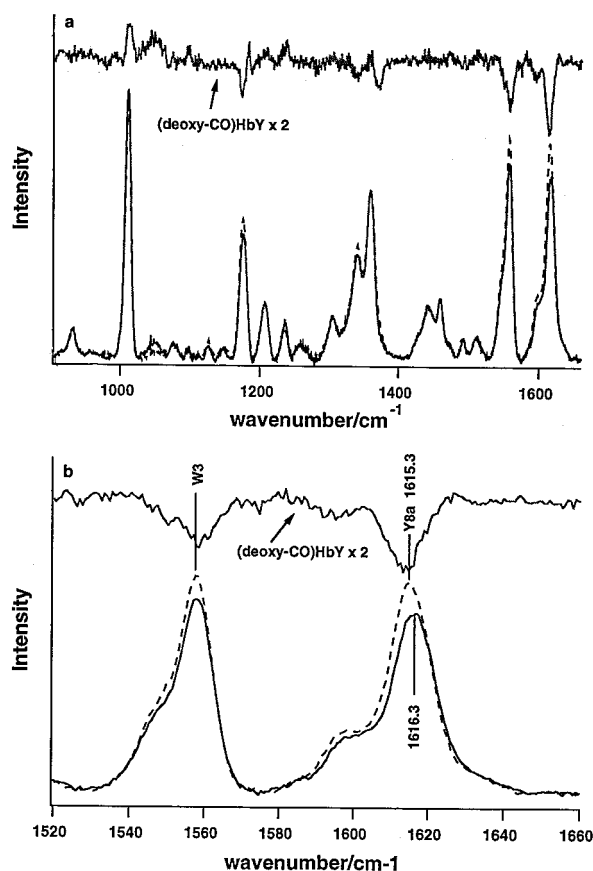 a
(deoxy-CO)HbY x 2
Intensity
1000 1200 1400 1600
wavenumber/cm-1
b
W3
Y8a 1615.3
(deoxy-CO)HbY x 2
Intensity
1616.3
1520 1540 1560 1580 1600 1620 1640 1660
wavenumber/cm-1